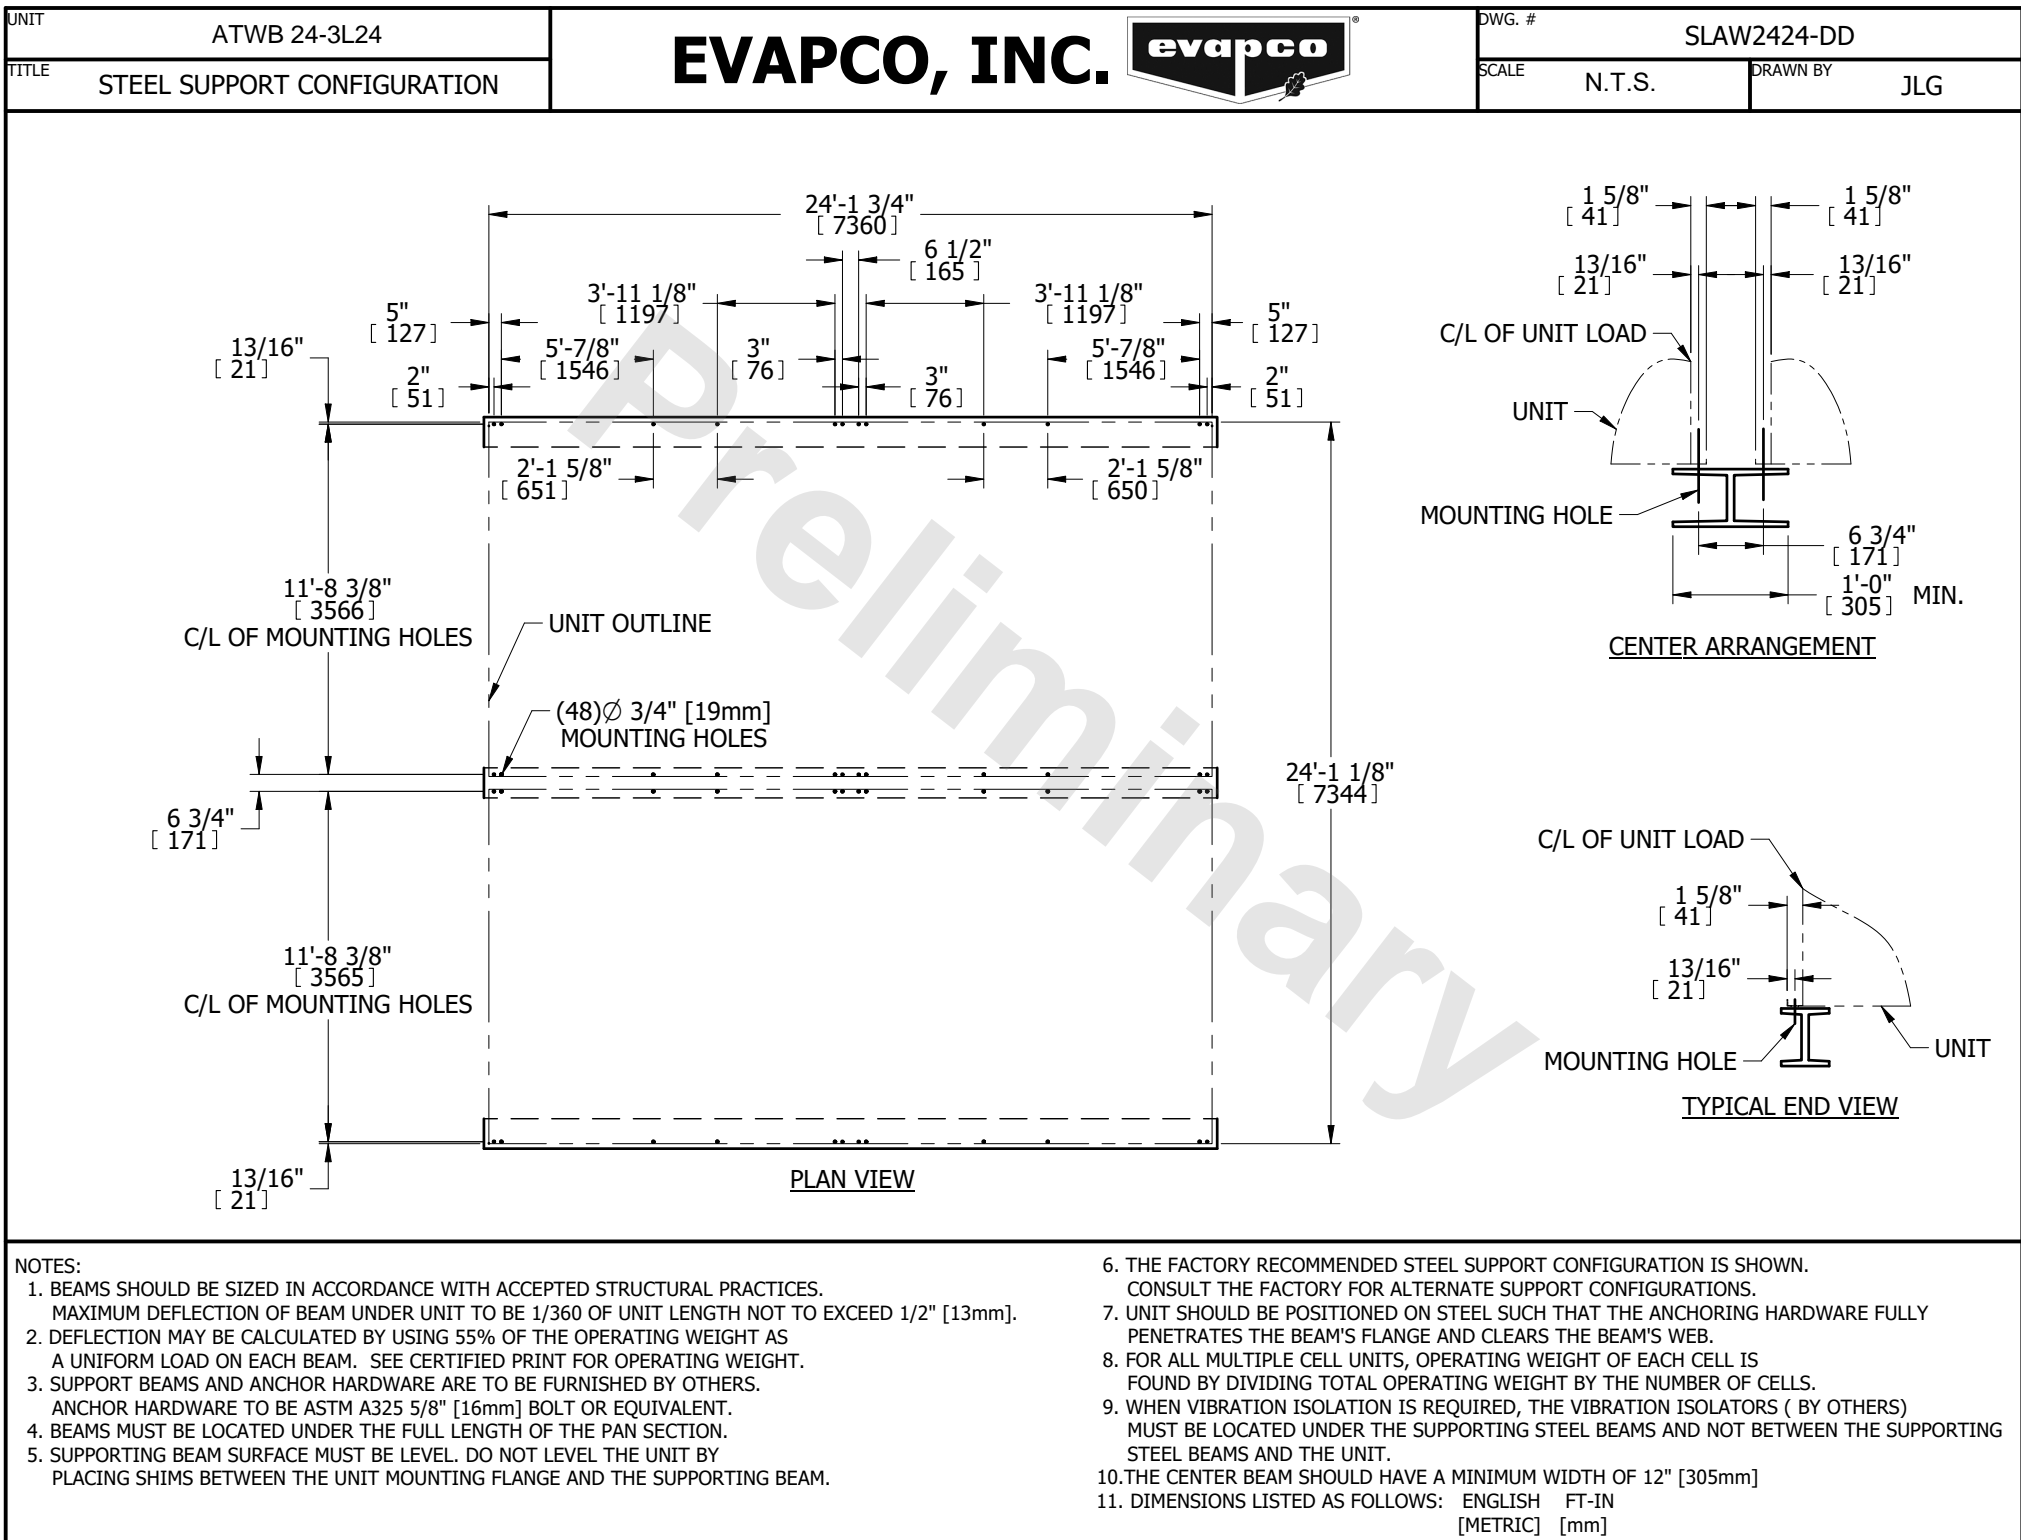 UNIT
ATWB 24-3L24
TITLE
STEEL SUPPORT CONFIGURATION
EVAPCO, INC.
evapco
®
DWG. #
SLAW2424-DD
SCALE
N.T.S.
DRAWN BY
JLG
24'-1 3/4"
[ 7360 ]
6 1/2"
[ 165 ]
3'-11 1/8"
[ 1197 ]
3'-11 1/8"
[ 1197 ]
5"
[ 127 ]
5"
[ 127 ]
13/16"
[ 21 ]
5'-7/8"
[ 1546 ]
3"
[ 76 ]
5'-7/8"
[ 1546 ]
2"
[ 51 ]
3"
[ 76 ]
2"
[ 51 ]
2'-1 5/8"
[ 651 ]
2'-1 5/8"
[ 650 ]
11'-8 3/8"
[ 3566 ]
C/L OF MOUNTING HOLES
UNIT OUTLINE
(48)Ø 3/4" [19mm]
MOUNTING HOLES
6 3/4"
[ 171 ]
24'-1 1/8"
[ 7344 ]
11'-8 3/8"
[ 3565 ]
C/L OF MOUNTING HOLES
13/16"
[ 21 ]
PLAN VIEW
Preliminary
1 5/8"
[ 41 ]
1 5/8"
[ 41 ]
13/16"
[ 21 ]
13/16"
[ 21 ]
C/L OF UNIT LOAD
UNIT
MOUNTING HOLE
6 3/4"
[ 171 ]
1'-0"
[ 305 ] MIN.
CENTER ARRANGEMENT
C/L OF UNIT LOAD
1 5/8"
[ 41 ]
13/16"
[ 21 ]
MOUNTING HOLE
UNIT
TYPICAL END VIEW
NOTES:
1. BEAMS SHOULD BE SIZED IN ACCORDANCE WITH ACCEPTED STRUCTURAL PRACTICES.
MAXIMUM DEFLECTION OF BEAM UNDER UNIT TO BE 1/360 OF UNIT LENGTH NOT TO EXCEED 1/2" [13mm].
2. DEFLECTION MAY BE CALCULATED BY USING 55% OF THE OPERATING WEIGHT AS
A UNIFORM LOAD ON EACH BEAM. SEE CERTIFIED PRINT FOR OPERATING WEIGHT.
3. SUPPORT BEAMS AND ANCHOR HARDWARE ARE TO BE FURNISHED BY OTHERS.
ANCHOR HARDWARE TO BE ASTM A325 5/8" [16mm] BOLT OR EQUIVALENT.
4. BEAMS MUST BE LOCATED UNDER THE FULL LENGTH OF THE PAN SECTION.
5. SUPPORTING BEAM SURFACE MUST BE LEVEL. DO NOT LEVEL THE UNIT BY
PLACING SHIMS BETWEEN THE UNIT MOUNTING FLANGE AND THE SUPPORTING BEAM.
6. THE FACTORY RECOMMENDED STEEL SUPPORT CONFIGURATION IS SHOWN.
CONSULT THE FACTORY FOR ALTERNATE SUPPORT CONFIGURATIONS.
7. UNIT SHOULD BE POSITIONED ON STEEL SUCH THAT THE ANCHORING HARDWARE FULLY
PENETRATES THE BEAM'S FLANGE AND CLEARS THE BEAM'S WEB.
8. FOR ALL MULTIPLE CELL UNITS, OPERATING WEIGHT OF EACH CELL IS
FOUND BY DIVIDING TOTAL OPERATING WEIGHT BY THE NUMBER OF CELLS.
9. WHEN VIBRATION ISOLATION IS REQUIRED, THE VIBRATION ISOLATORS ( BY OTHERS)
MUST BE LOCATED UNDER THE SUPPORTING STEEL BEAMS AND NOT BETWEEN THE SUPPORTING
STEEL BEAMS AND THE UNIT.
10.THE CENTER BEAM SHOULD HAVE A MINIMUM WIDTH OF 12" [305mm]
11. DIMENSIONS LISTED AS FOLLOWS: ENGLISH FT-IN
[METRIC] [mm]